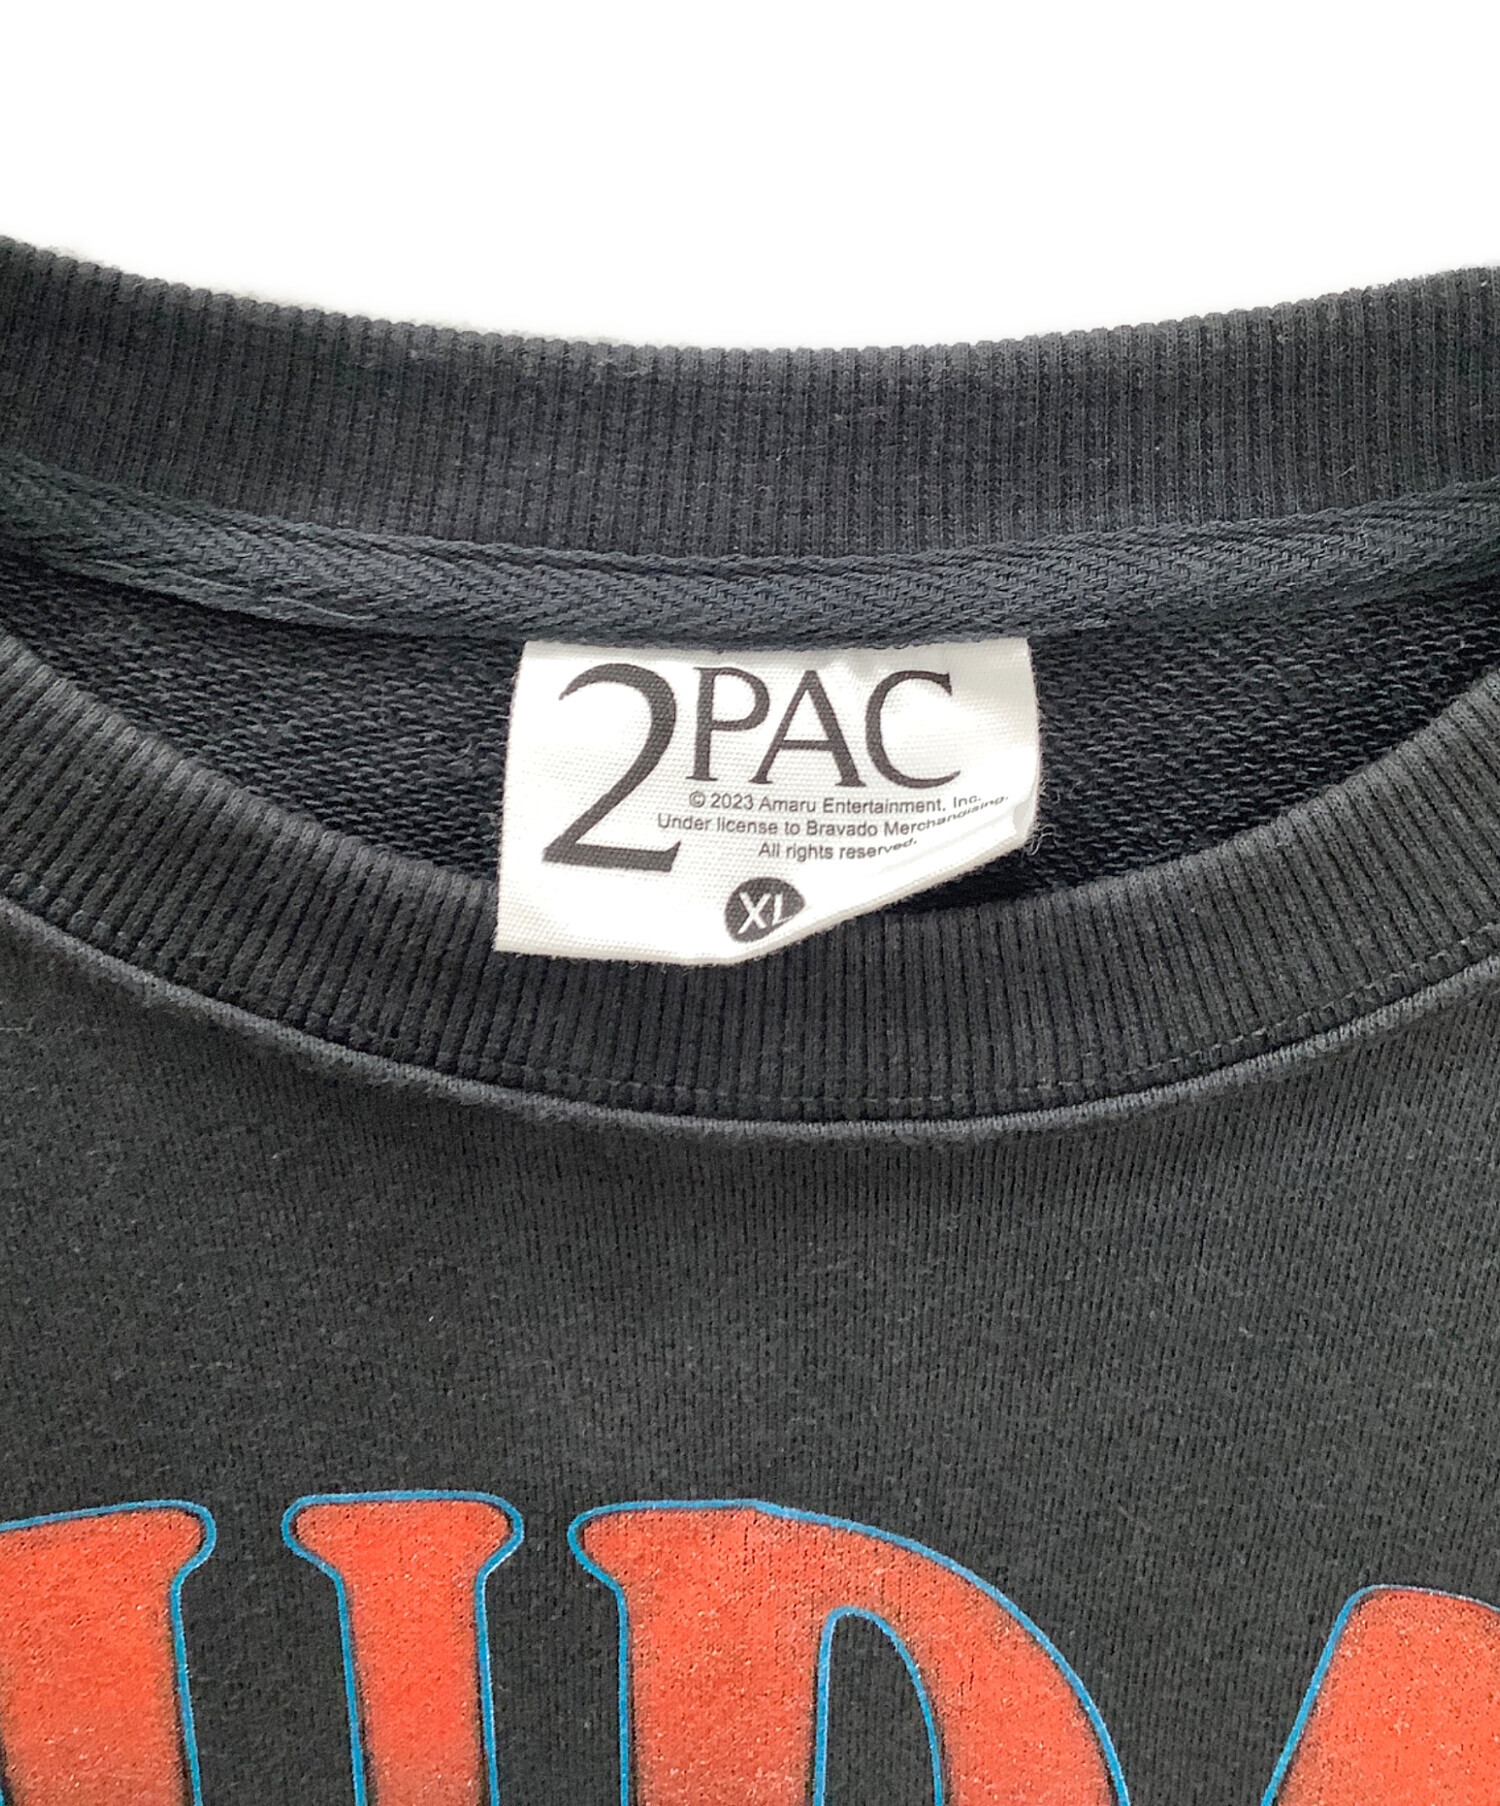 2PAC
© 2023 Amaru Entertainment, Inc.
Under license to Bravado Merchandising.
All rights reserved.
XL